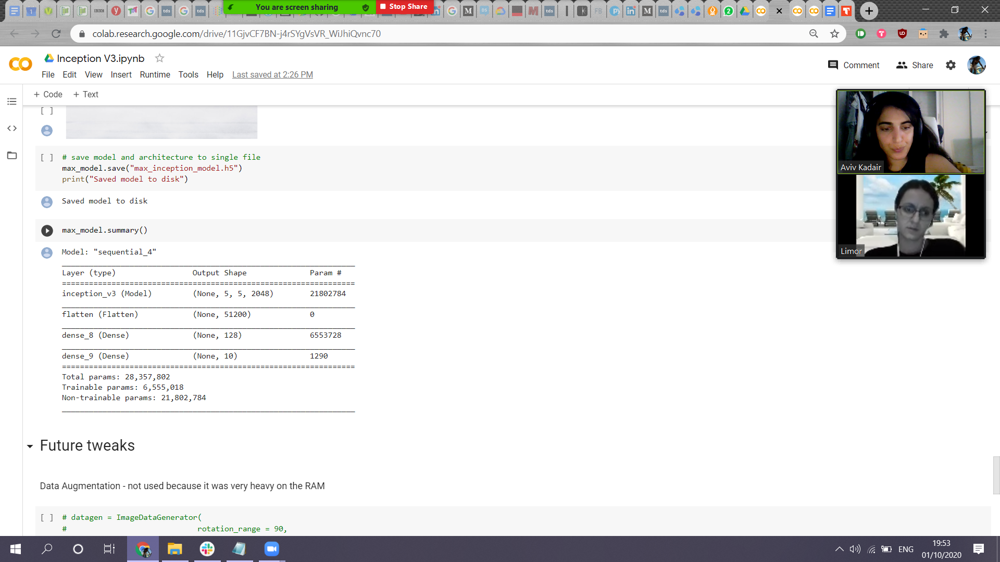 You are screen sharing
Stop Share
colab.research.google.com/drive/11GjvCF7BN-j4rSYgVsVR_WiJhiQvnc70
Inception V3.ipynb
Comment
Share
File Edit View Insert Runtime Tools Help Last saved at 2:26 PM
+ Code + Text
[ ]
[ ] # save model and architecture to single file
max_model.save("max_inception_model.h5")
print("Saved model to disk")
Aviv Kadair
Saved model to disk
max_model.summary()
Limor
Model: "sequential_4"
Layer (type) Output Shape Param #
=================================================================
inception_v3 (Model) (None, 5, 5, 2048) 21802784
flatten (Flatten) (None, 51200) 0
dense_8 (Dense) (None, 128) 6553728
dense_9 (Dense) (None, 10) 1290
=================================================================
Total params: 28,357,802
Trainable params: 6,555,018
Non-trainable params: 21,802,784
Future tweaks
Data Augmentation - not used because it was very heavy on the RAM
[ ] # datagen = ImageDataGenerator(
# rotation_range = 90,
ENG
19:53
01/10/2020